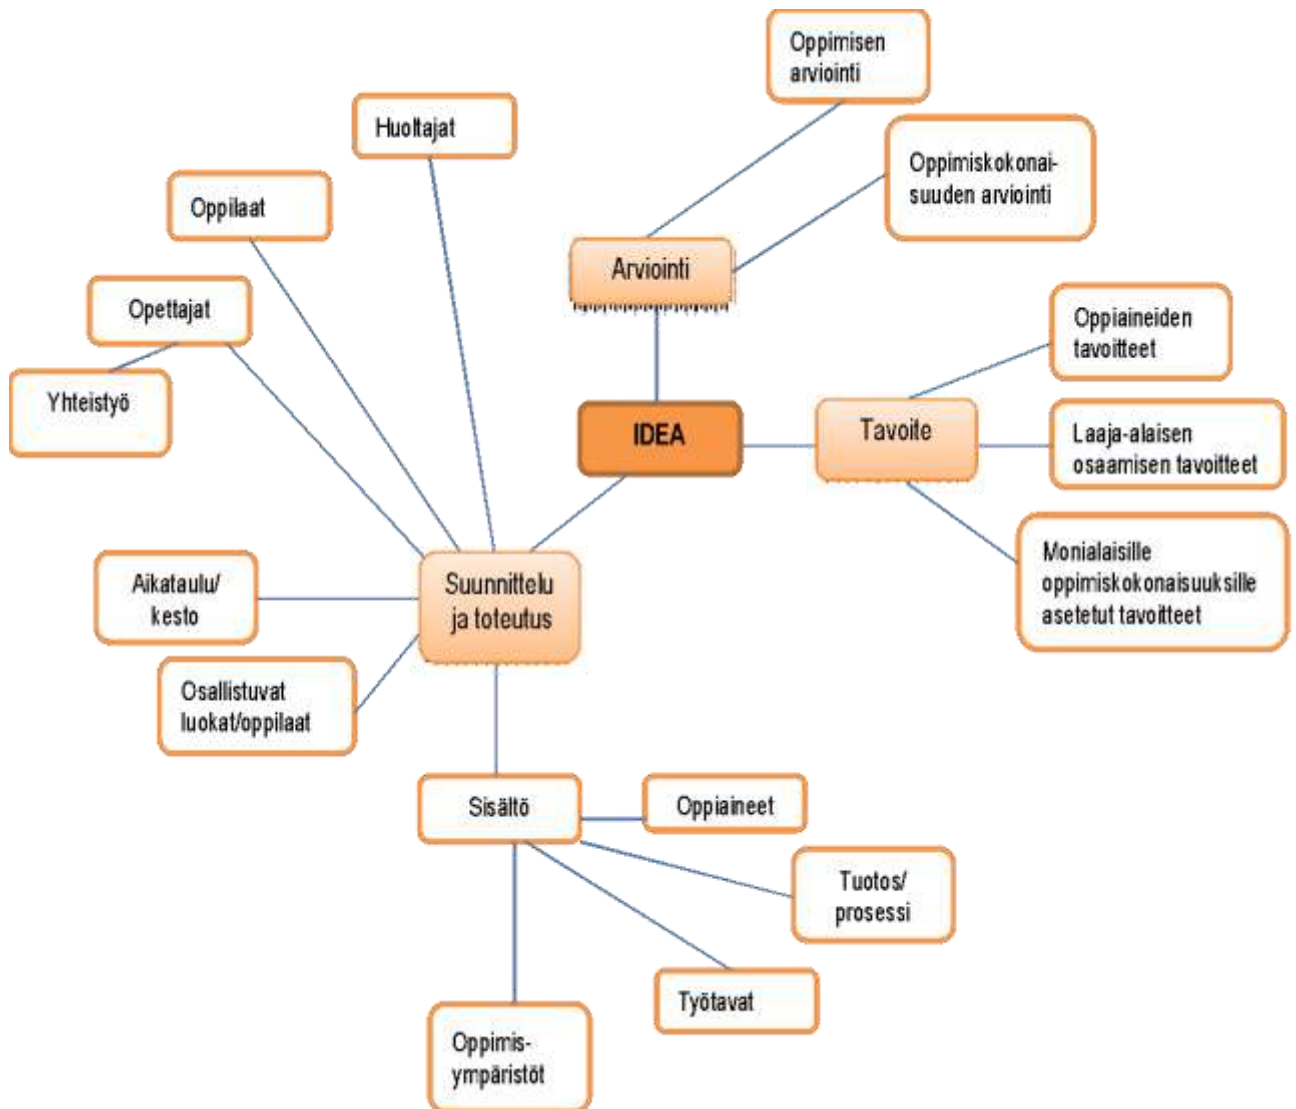 Oppimisen
arviointi
Huoltajat
Oppimiskokonai-
suuden arviointi
Oppilaat
Arviointi
Opettajat
Oppiaineiden
tavoitteet
Yhteistyö
IDEA
Tavoite
Laaja-alaisen
osaamisen tavoitteet
Monialaisille
oppimiskokonaisuuksille
asetetut tavoitteet
Suunnittelu
ja toteutus
Aikataulu/
kesto
Osallistuvat
luokat/oppilaat
Sisältö
Oppiaineet
Tuotos/
prosessi
Työtavat
Oppimis-
ympäristöt